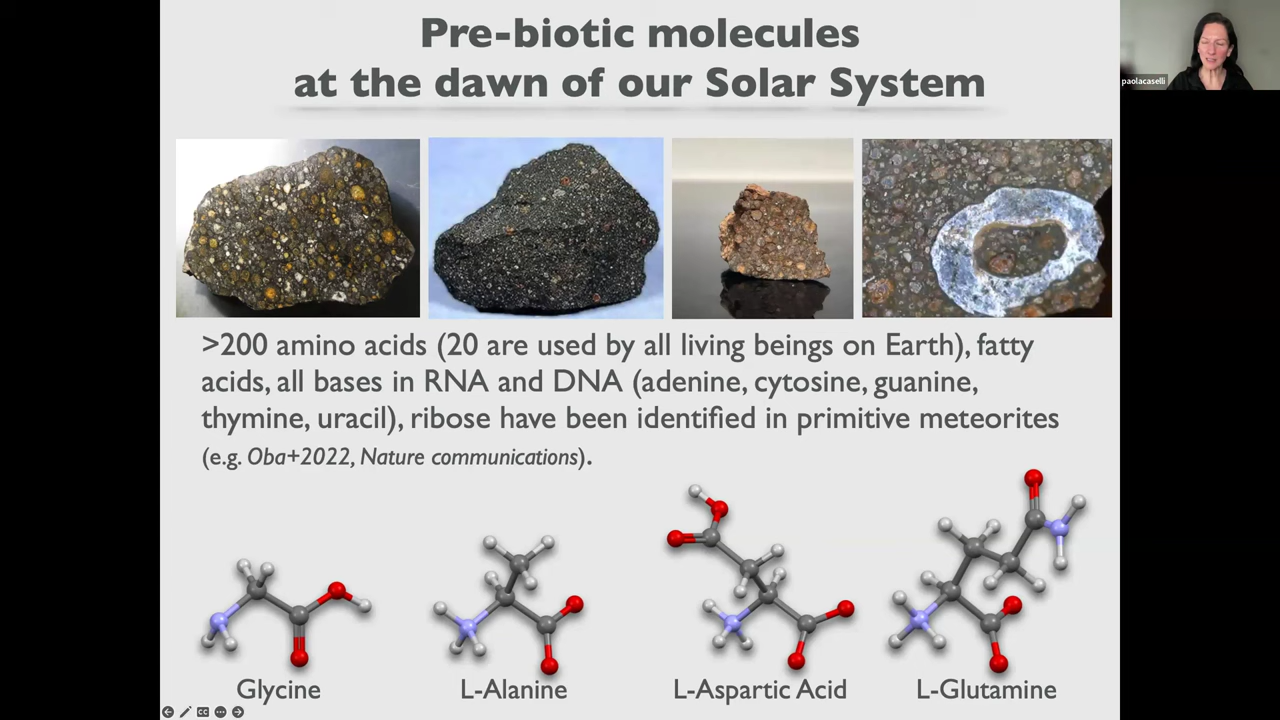 Pre-biotic molecules
at the dawn of our Solar System
paolacaselli
>200 amino acids (20 are used by all living beings on Earth), fatty
acids, all bases in RNA and DNA (adenine, cytosine, guanine,
thymine, uracil), ribose have been identified in primitive meteorites
(e.g. Oba+2022, Nature communications).
Glycine
L-Alanine
L-Aspartic Acid
L-Glutamine
CC